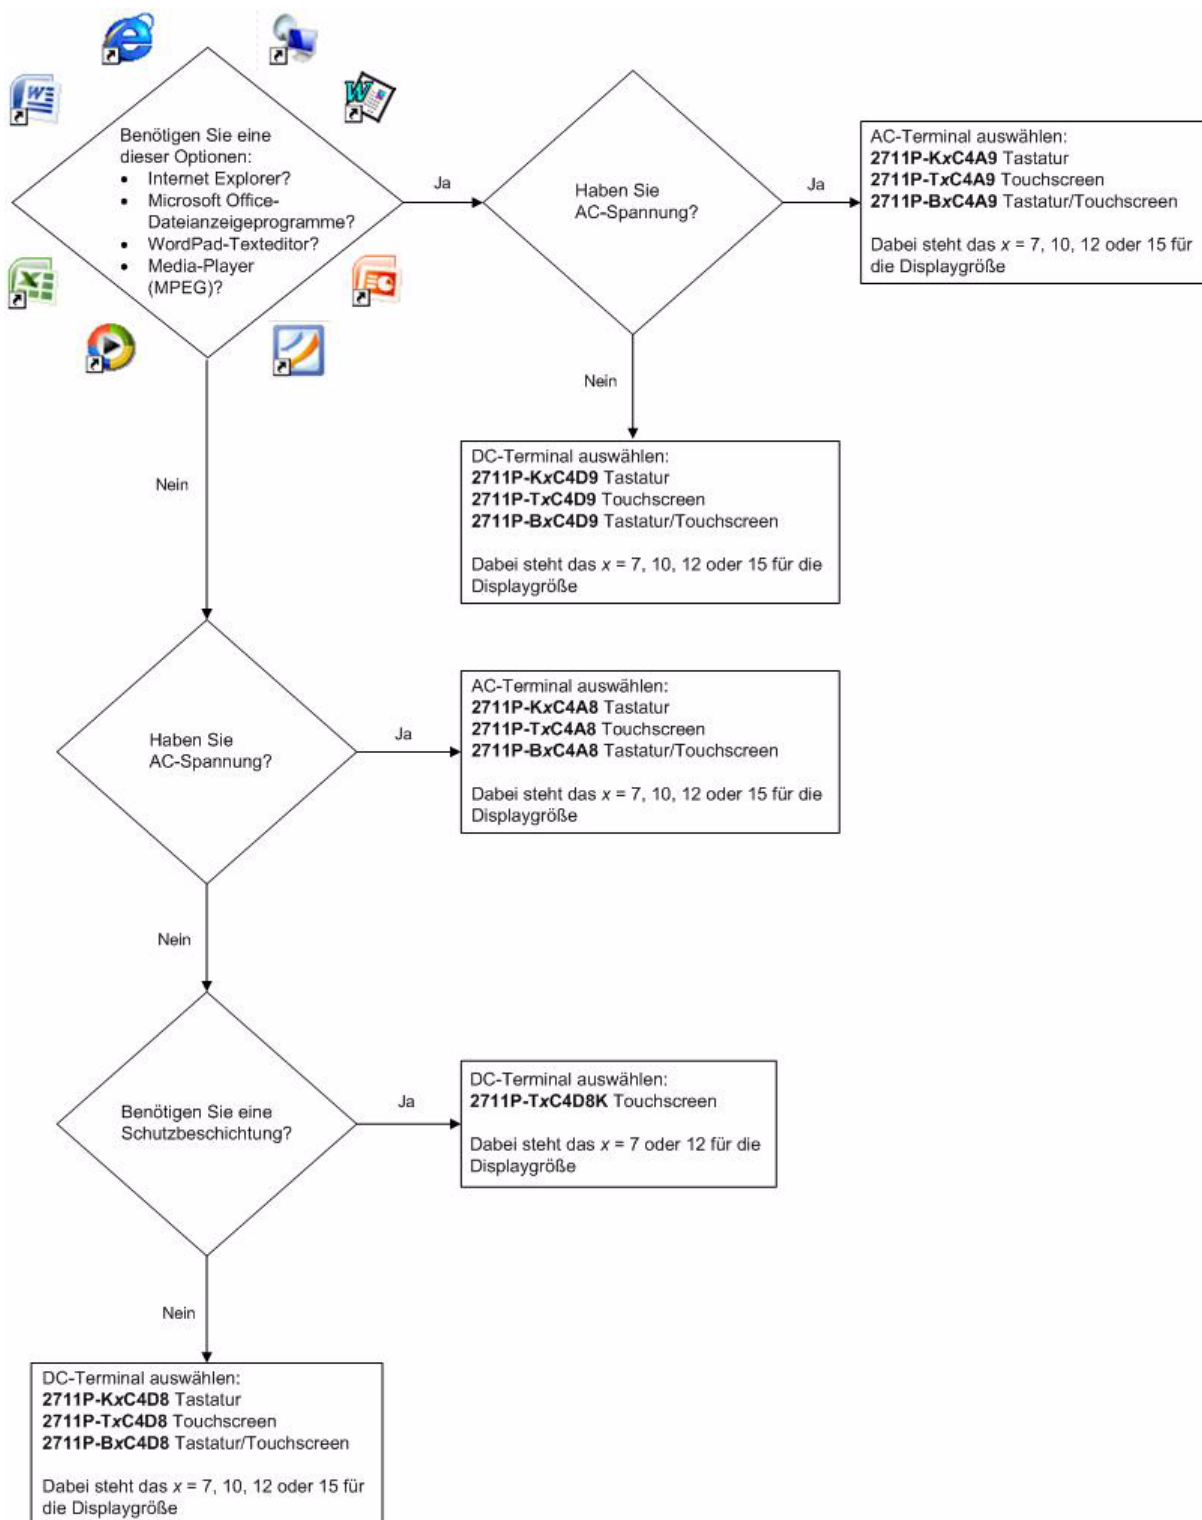 Benötigen Sie eine
dieser Optionen:
• Internet Explorer?
• Microsoft Office-
Dateianzeigeprogramme?
• WordPad-Texteditor?
• Media-Player
(MPEG)?
Ja
Haben Sie
AC-Spannung?
Ja
AC-Terminal auswählen:
2711P-KxC4A9 Tastatur
2711P-TxC4A9 Touchscreen
2711P-BxC4A9 Tastatur/Touchscreen
Dabei steht das x = 7, 10, 12 oder 15 für
die Displaygröße
Nein
DC-Terminal auswählen:
2711P-KxC4D9 Tastatur
2711P-TxC4D9 Touchscreen
2711P-BxC4D9 Tastatur/Touchscreen
Dabei steht das x = 7, 10, 12 oder 15 für die
Displaygröße
Nein
Haben Sie
AC-Spannung?
Ja
AC-Terminal auswählen:
2711P-KxC4A8 Tastatur
2711P-TxC4A8 Touchscreen
2711P-BxC4A8 Tastatur/Touchscreen
Dabei steht das x = 7, 10, 12 oder 15 für die
Displaygröße
Nein
Benötigen Sie eine
Schutzbeschichtung?
Ja
DC-Terminal auswählen:
2711P-TxC4D8K Touchscreen
Dabei steht das x = 7 oder 12 für die
Displaygröße
Nein
DC-Terminal auswählen:
2711P-KxC4D8 Tastatur
2711P-TxC4D8 Touchscreen
2711P-BxC4D8 Tastatur/Touchscreen
Dabei steht das x = 7, 10, 12 oder 15 für
die Displaygröße